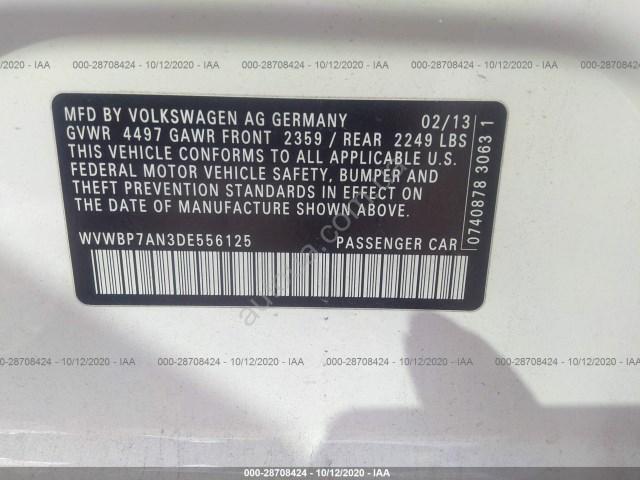 000-28708424 - 10/12/2020 - IAA
MFD BY VOLKSWAGEN AG GERMANY 02/13
GVWR 4497 GAWR FRONT 2359 / REAR 2249 LBS
THIS VEHICLE CONFORMS TO ALL APPLICABLE U.S.
FEDERAL MOTOR VEHICLE SAFETY, BUMPER AND
THEFT PREVENTION STANDARDS IN EFFECT ON
THE DATE OF MANUFACTURE SHOWN ABOVE.
WVWBP7AN3DE556125 PASSENGER CAR
0740878 3063 1
000-28708424 - 10/12/2020 - IAA
000-28708424 - 10/12/2020 - IAA